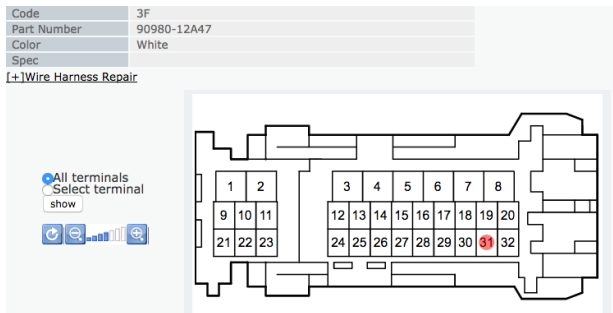 Code 3F
Part Number 90980-12A47
Color White
Spec
[+]Wire Harness Repair
All terminals
Select terminal
show
1 2 3 4 5 6 7 8
9 10 11 12 13 14 15 16 17 18 19 20
21 22 23 24 25 26 27 28 29 30 31 32